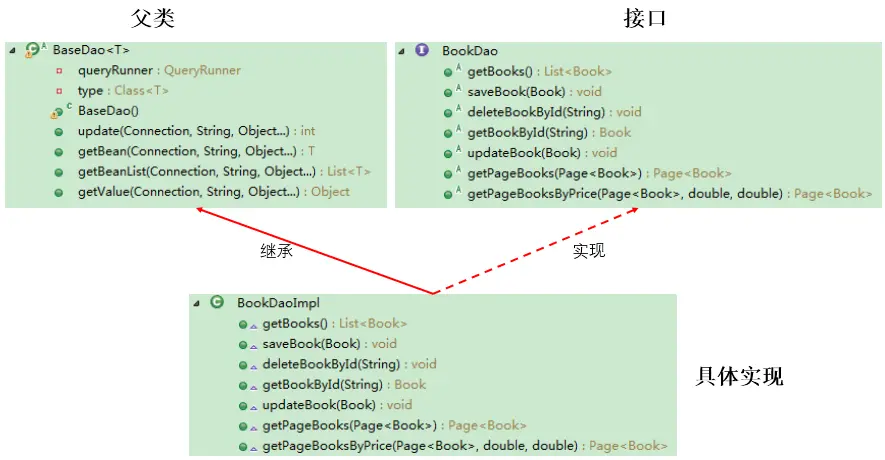 父类
接口
BaseDao<T>
queryRunner : QueryRunner
type : Class<T>
BaseDao()
update(Connection, String, Object...) : int
getBean(Connection, String, Object...) : T
getBeanList(Connection, String, Object...) : List<T>
getValue(Connection, String, Object...) : Object
BookDao
getBooks() : List<Book>
saveBook(Book) : void
deleteBookById(String) : void
getBookById(String) : Book
updateBook(Book) : void
getPageBooks(Page<Book>) : Page<Book>
getPageBooksByPrice(Page<Book>, double, double) : Page<Book>
继承
实现
BookDaoImpl
getBooks() : List<Book>
saveBook(Book) : void
deleteBookById(String) : void
getBookById(String) : Book
updateBook(Book) : void
getPageBooks(Page<Book>) : Page<Book>
getPageBooksByPrice(Page<Book>, double, double) : Page<Book>
具体实现